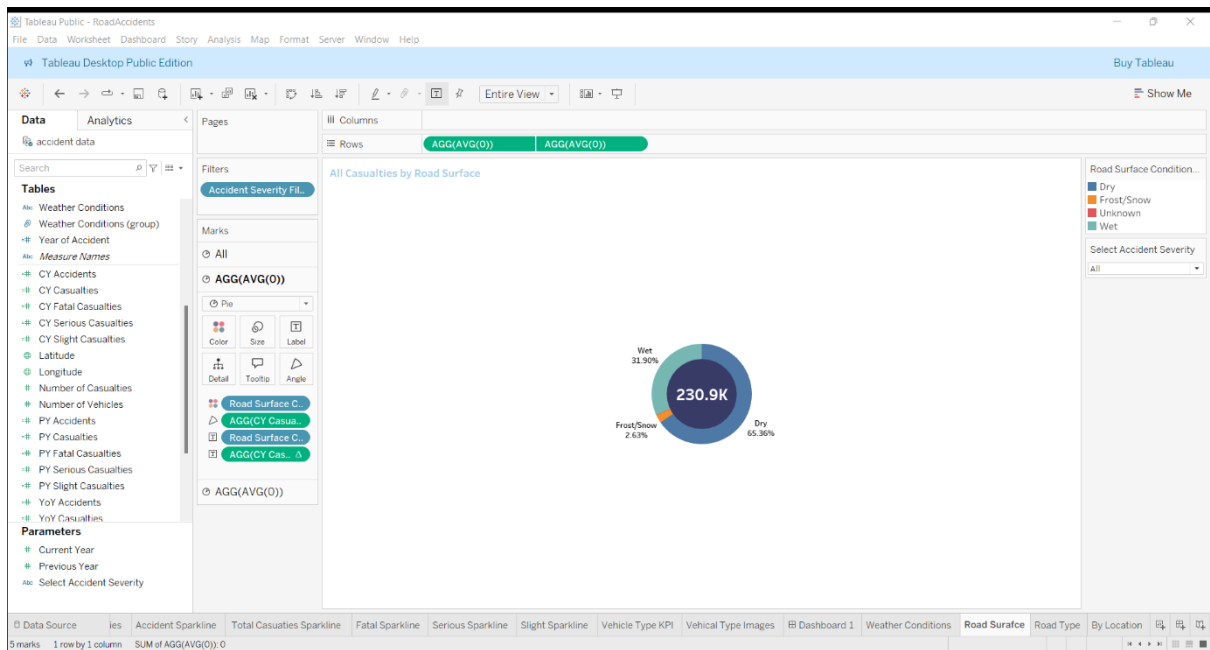 Tableau Public - RoadAccidents
File Data Worksheet Dashboard Story Analysis Map Format Server Window Help
Tableau Desktop Public Edition
Buy Tableau
Entire View
Show Me
Data
Analytics
accident data
Search
Tables
Abc Weather Conditions
Weather Conditions (group)
Year of Accident
Abc Measure Names
CY Accidents
CY Casualties
CY Fatal Casualties
CY Serious Casualties
CY Slight Casualties
Latitude
Longitude
Number of Casualties
Number of Vehicles
PY Accidents
PY Casualties
PY Fatal Casualties
PY Serious Casualties
PY Slight Casualties
YoY Accidents
YoY Casualties
Parameters
Current Year
Previous Year
Abc Select Accident Severity
Pages
Filters
Accident Severity Fil..
Marks
All
AGG(AVG(0))
Pie
Color Size Label
Detail Tooltip Angle
Road Surface C..
AGG(CY Casua..
Road Surface C..
AGG(CY Cas.. Δ
AGG(AVG(0))
Columns
Rows
AGG(AVG(0)) AGG(AVG(0))
All Casualties by Road Surface
Wet
31.90%
230.9K
Frost/Snow
2.63%
Dry
65.36%
Road Surface Condition...
Dry
Frost/Snow
Unknown
Wet
Select Accident Severity
All
Data Source ies Accident Sparkline Total Casuaties Sparkline Fatal Sparkline Serious Sparkline Slight Sparkline Vehicle Type KPI Vehical Type Images Dashboard 1 Weather Conditions Road Surafce Road Type By Location
5 marks 1 row by 1 column SUM of AGG(AVG(0)): 0